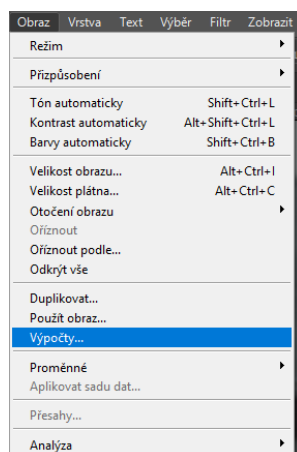 Obraz Vrstva Text Výběr Filtr Zobrazit
Režim
Přizpůsobení
Tón automaticky Shift+Ctrl+L
Kontrast automaticky Alt+Shift+Ctrl+L
Barvy automaticky Shift+Ctrl+B
Velikost obrazu... Alt+Ctrl+I
Velikost plátna... Alt+Ctrl+C
Otočení obrazu
Oříznout
Oříznout podle...
Odkrýt vše
Duplikovat...
Použít obraz...
Výpočty...
Proměnné
Aplikovat sadu dat...
Přesahy...
Analýza